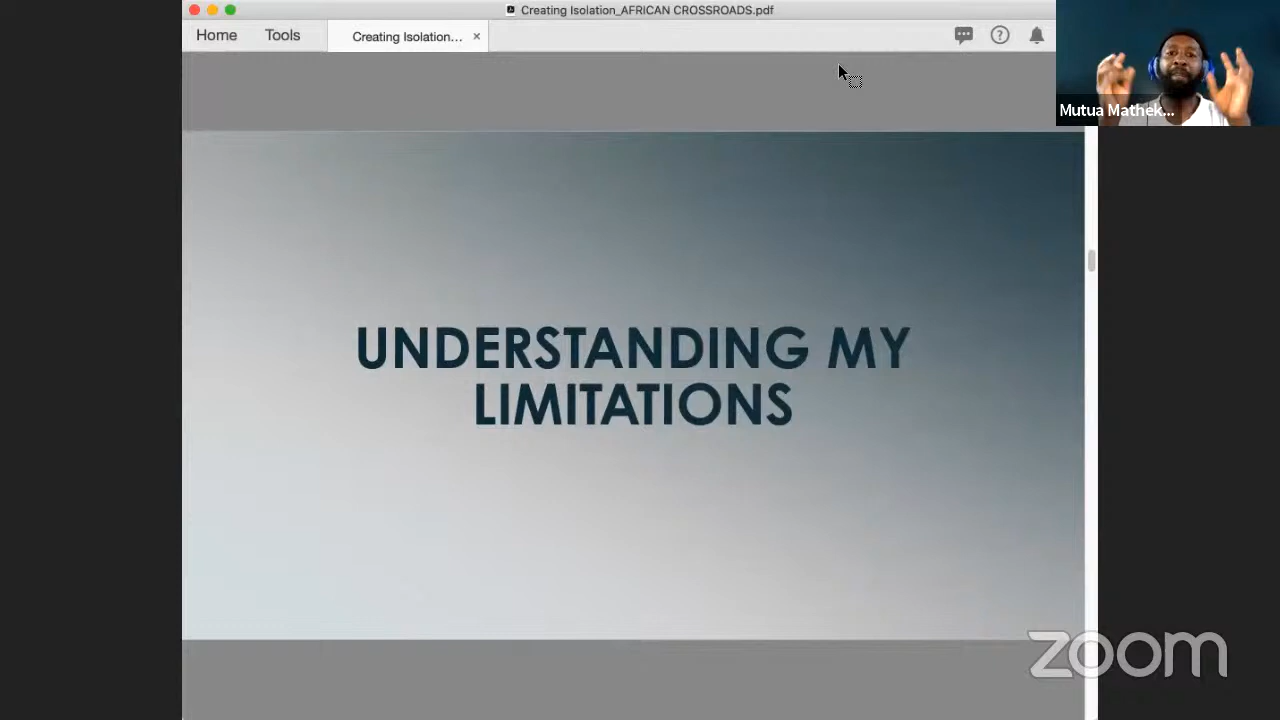 Creating Isolation_AFRICAN CROSSROADS.pdf
Home Tools Creating Isolation... ×
Mutua Mathek...
UNDERSTANDING MY
LIMITATIONS
zoom